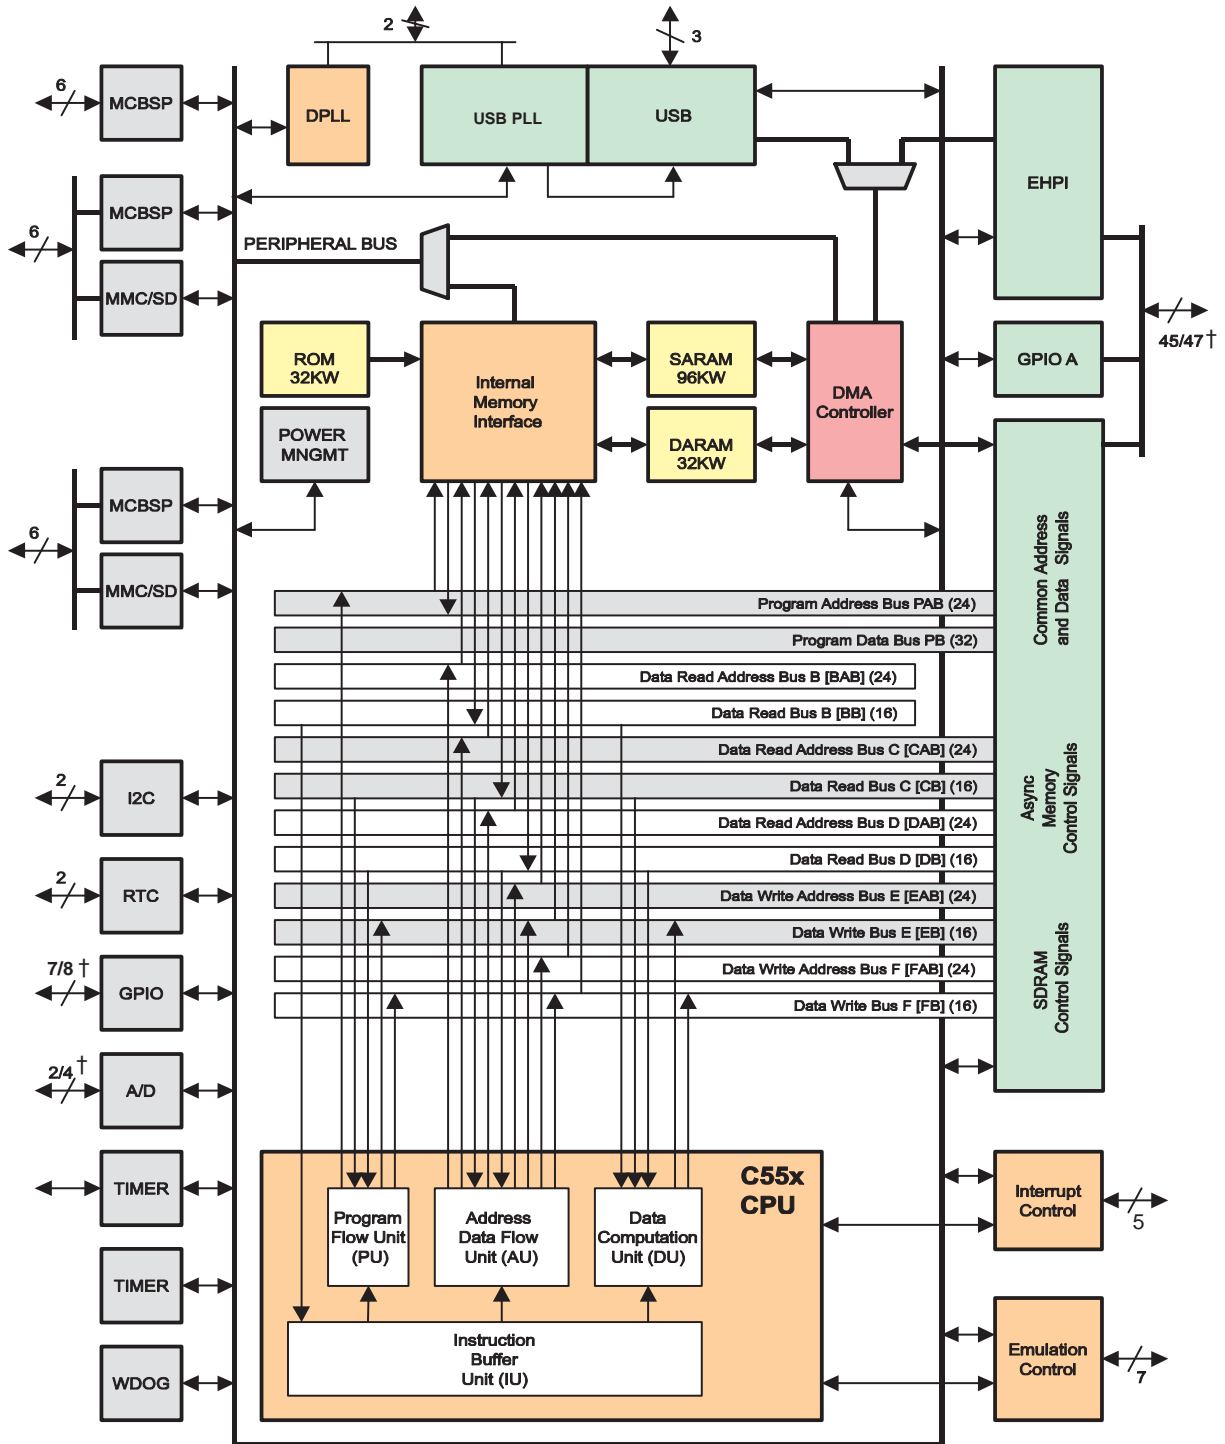 2
3
6
MCBSP
DPLL
USB PLL
USB
EHPI
MCBSP
6
PERIPHERAL BUS
MMC/SD
ROM
32KW
Internal
Memory
Interface
SARAM
96KW
DMA
Controller
GPIO A
45/47†
POWER
MNGMT
DARAM
32KW
MCBSP
6
MMC/SD
Common Address
and Data Signals
Program Address Bus PAB (24)
Program Data Bus PB (32)
Data Read Address Bus B [BAB] (24)
Data Read Bus B [BB] (16)
Data Read Address Bus C [CAB] (24)
Data Read Bus C [CB] (16)
Data Read Address Bus D [DAB] (24)
Data Read Bus D [DB] (16)
Data Write Address Bus E [EAB] (24)
Data Write Bus E [EB] (16)
Data Write Address Bus F [FAB] (24)
Data Write Bus F [FB] (16)
Async
Memory
Control Signals
SDRAM
Control Signals
2
I2C
2
RTC
7/8 †
GPIO
2/4 †
A/D
TIMER
TIMER
WDOG
C55x
CPU
Program
Flow Unit
(PU)
Address
Data Flow
Unit (AU)
Data
Computation
Unit (DU)
Instruction
Buffer
Unit (IU)
Interrupt
Control
5
Emulation
Control
7